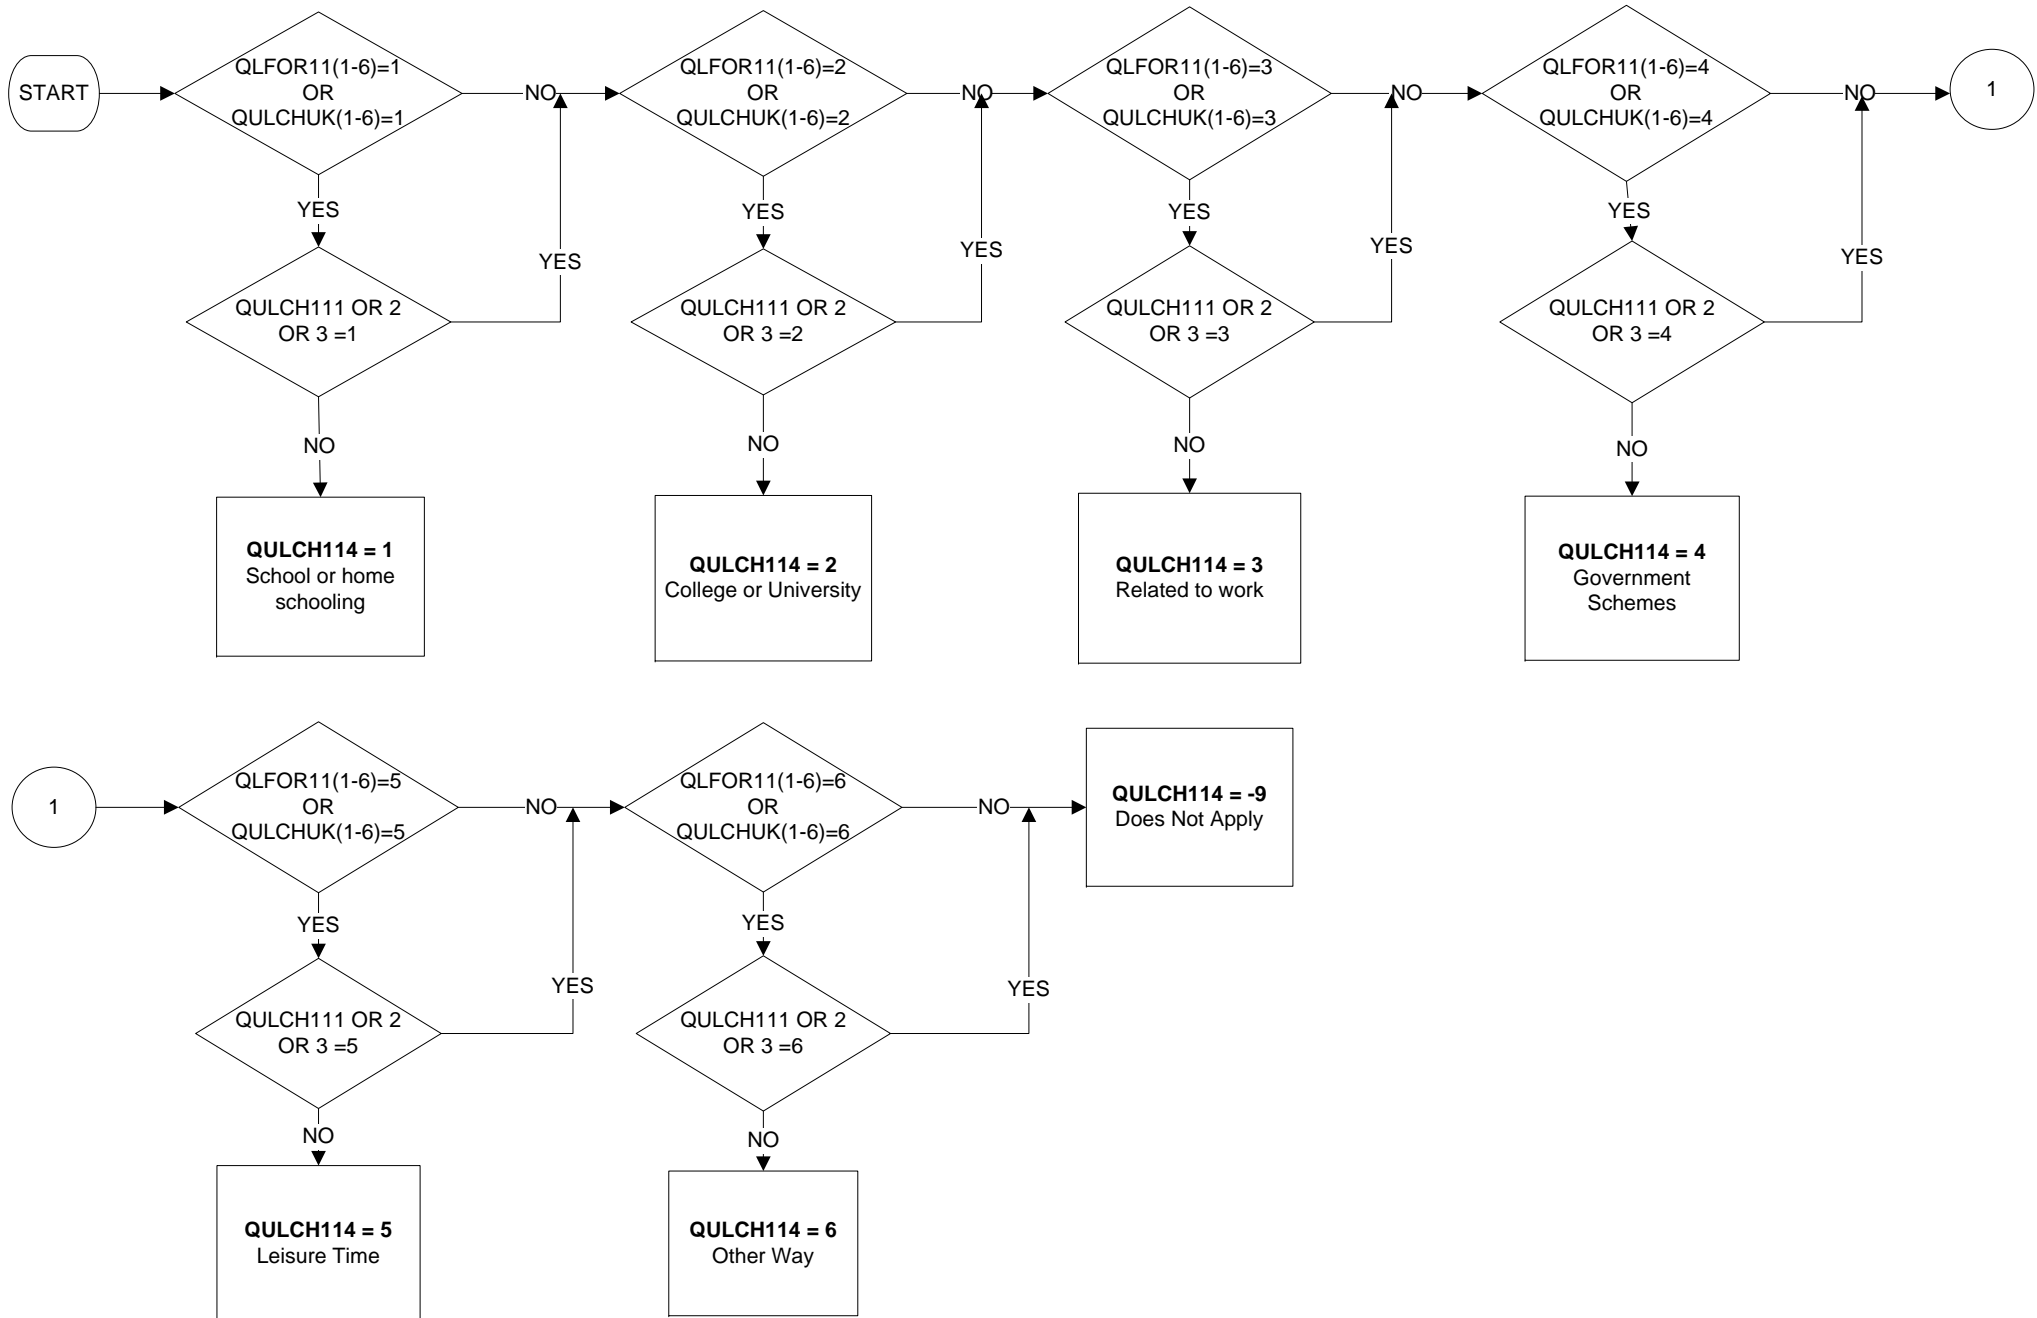 START
QLFOR11(1-6)=1
OR
QULCHUK(1-6)=1
NO
QLFOR11(1-6)=2
OR
QULCHUK(1-6)=2
NO
QLFOR11(1-6)=3
OR
QULCHUK(1-6)=3
NO
QLFOR11(1-6)=4
OR
QULCHUK(1-6)=4
NO
1
YES
YES
YES
YES
YES
YES
YES
YES
QULCH111 OR 2
OR 3 =1
QULCH111 OR 2
OR 3 =2
QULCH111 OR 2
OR 3 =3
QULCH111 OR 2
OR 3 =4
NO
NO
NO
NO
QULCH114 = 1
School or home
schooling
QULCH114 = 2
College or University
QULCH114 = 3
Related to work
QULCH114 = 4
Government
Schemes
1
QLFOR11(1-6)=5
OR
QULCHUK(1-6)=5
NO
QLFOR11(1-6)=6
OR
QULCHUK(1-6)=6
NO
QULCH114 = -9
Does Not Apply
YES
YES
YES
YES
QULCH111 OR 2
OR 3 =5
QULCH111 OR 2
OR 3 =6
NO
NO
QULCH114 = 5
Leisure Time
QULCH114 = 6
Other Way